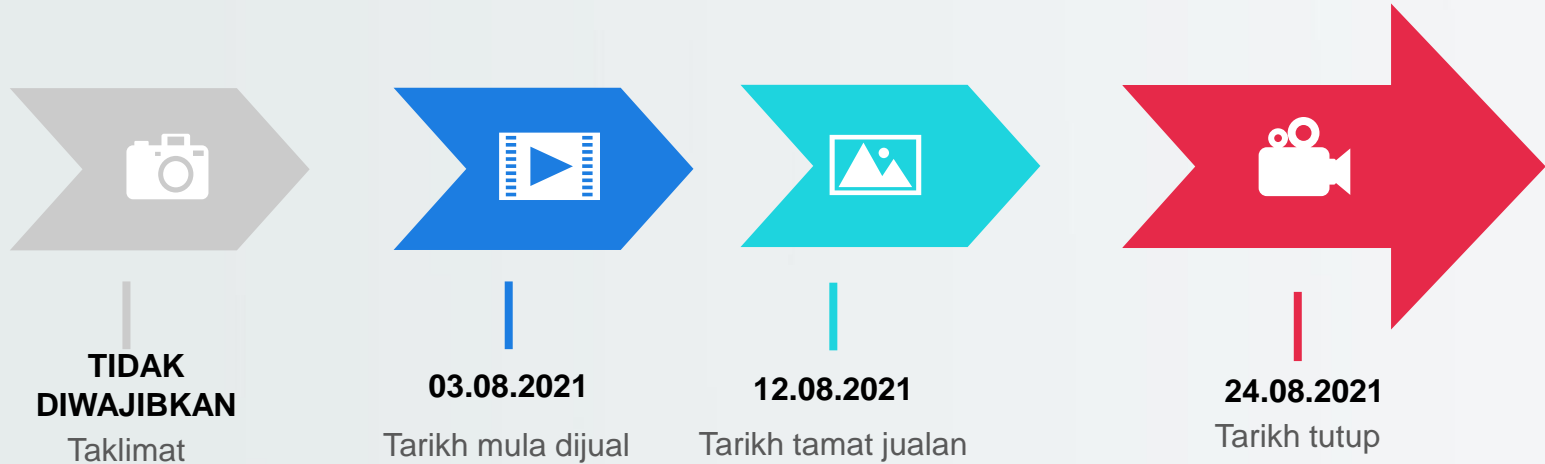 TIDAK
DIWAJIBKAN
Taklimat
03.08.2021
Tarikh mula dijual
12.08.2021
Tarikh tamat jualan
24.08.2021
Tarikh tutup